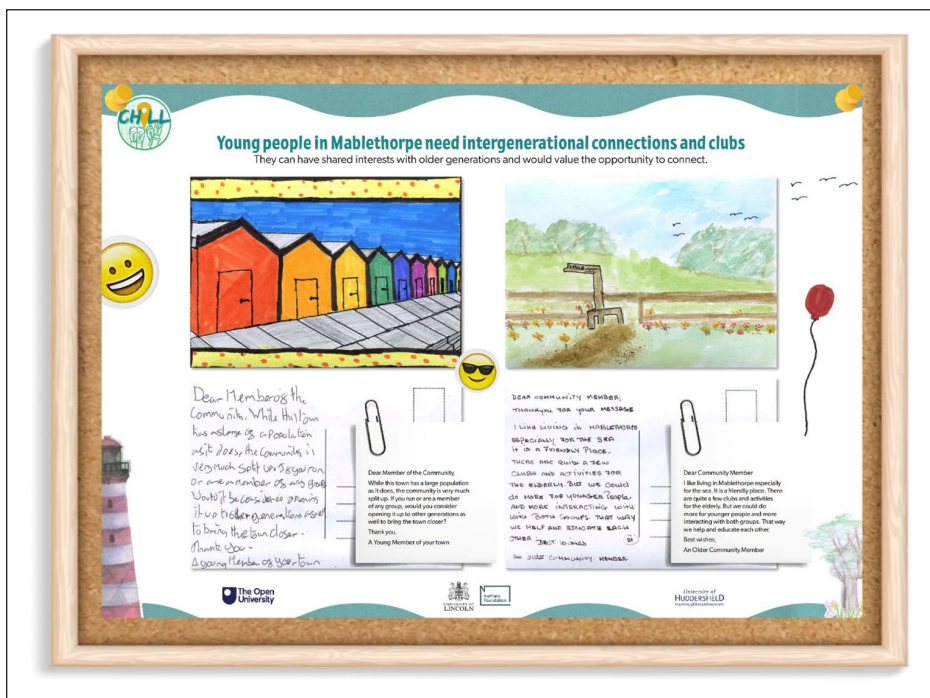 CHILL
Young people in Mablethorpe need intergenerational connections and clubs
They can have shared interests with older generations and would value the opportunity to connect.
Dear Member of the
Community, While this town
has as large of a Population
as it does, the Community is
very much split up. If you run
or are a member of any group
Would it be considered opening
it up to other generations aswell
to bring the town closer.
Thank you.
A young Member of your town
Dear Member of the Community,
While this town has a large population
as it does, the community is very much
split up. If you run or are a member
of any group, would you consider
opening it up to other generations as
well to bring the town closer?
Thank you.
A Young Member of your town
DEAR COMMUNITY MEMBER;
THANKYOU FOR YOUR MESSAGE
I LIKE LIVING IN MABLETHORPE
ESPECIALLY FOR THE SEA
IT IS A FRIENDLY PLACE.
THERE ARE QUITE A FEW
CLUBS AND ACTIVITIES FOR
THE ELDERLY. BUT WE COULD
DO MORE FOR YOUNGER PEOPLE
AND MORE INTERACTING WITH
WITH BOTH GROUPS THAT WAY
WE HELP AND EDUCATE EACH
OTHER BEST WISHES
AN OLDER COMMUNITY MEMBER
Dear Community Member
I like living in Mablethorpe especially
for the sea. It is a friendly place. There
are quite a few clubs and activities
for the elderly. But we could do
more for younger people and more
interacting with both groups. That way
we help and educate each other.
Best wishes,
An Older Community Member
The Open
University
UNIVERSITY OF
LINCOLN
Nuffield
Foundation
University of
HUDDERSFIELD
Inspiring global professionals